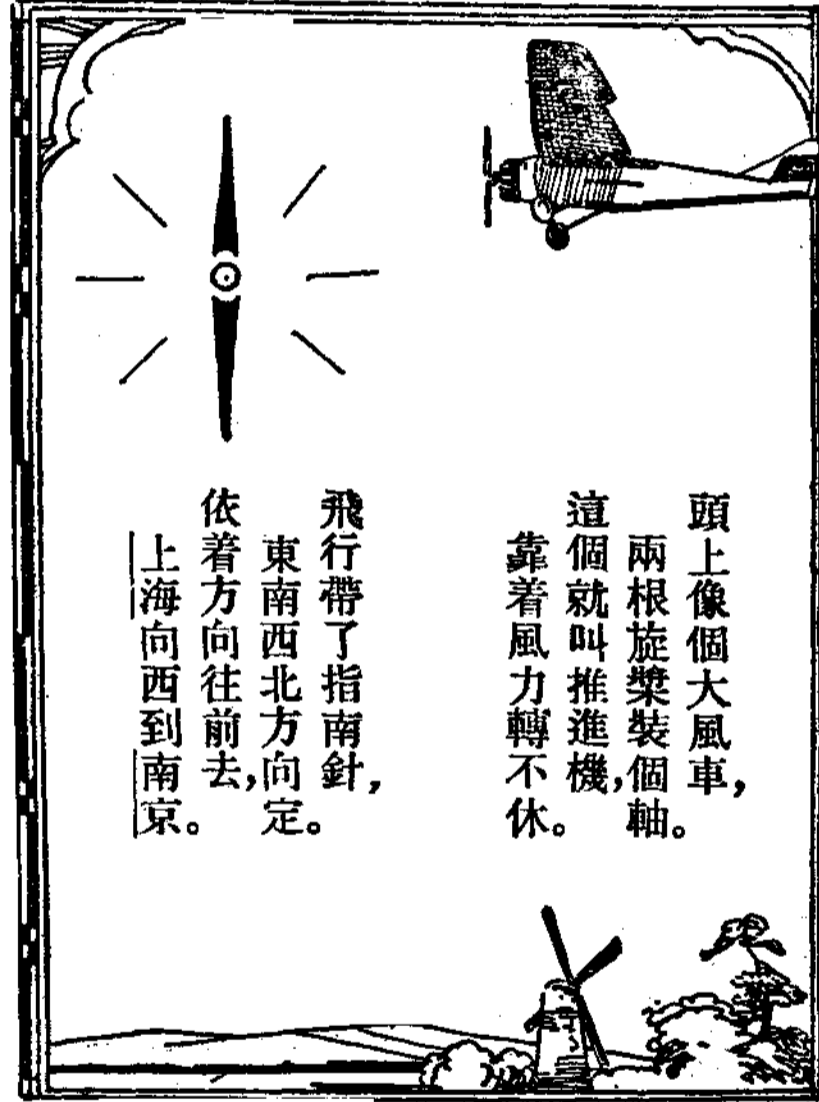 頭上像個大風車，
兩根旋槳裝個軸。
這個就叫推進機，
靠着風力轉不休。
飛行帶了指南針，
東南西北方向定。
依着方向往前去，
上海向西到南京。